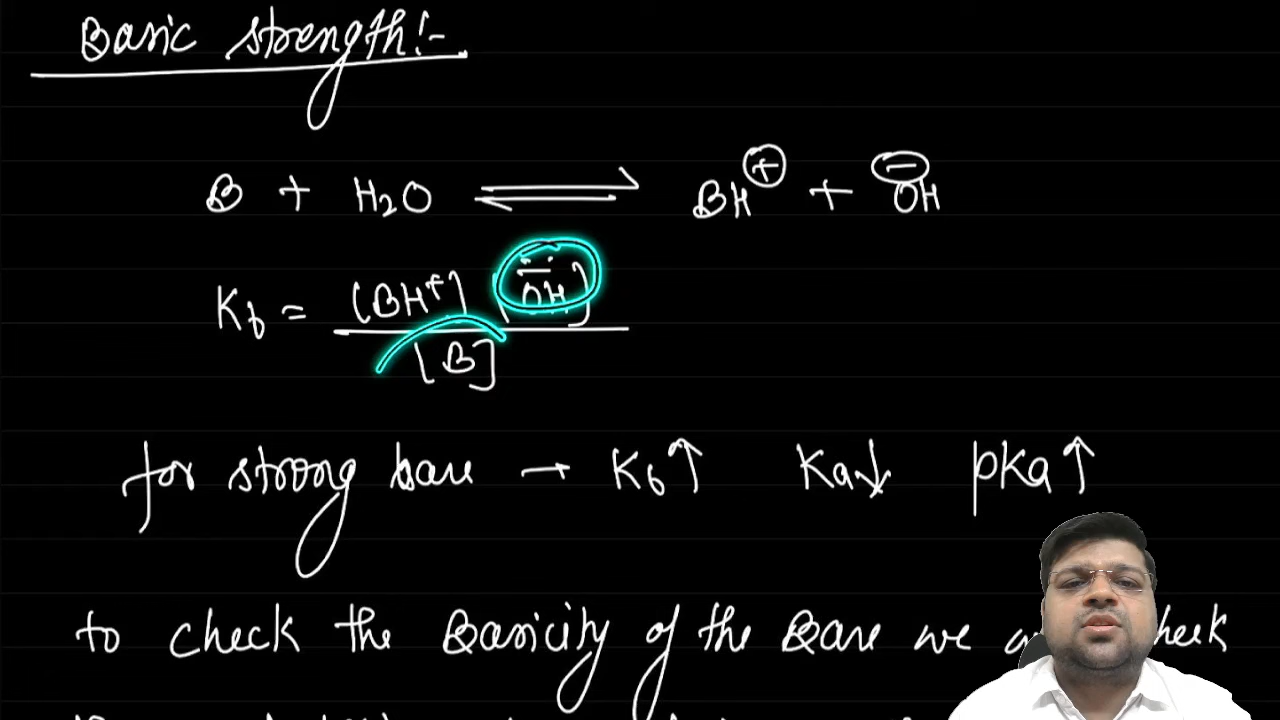 Basic strength:-
B + H2O ⇌ BH⊕ + ⊖OH
Kb = [BH+] [OH̄] / [B]
for strong base → Kb↑ Ka↓ pKa↑
to check the Basicity of the Base we